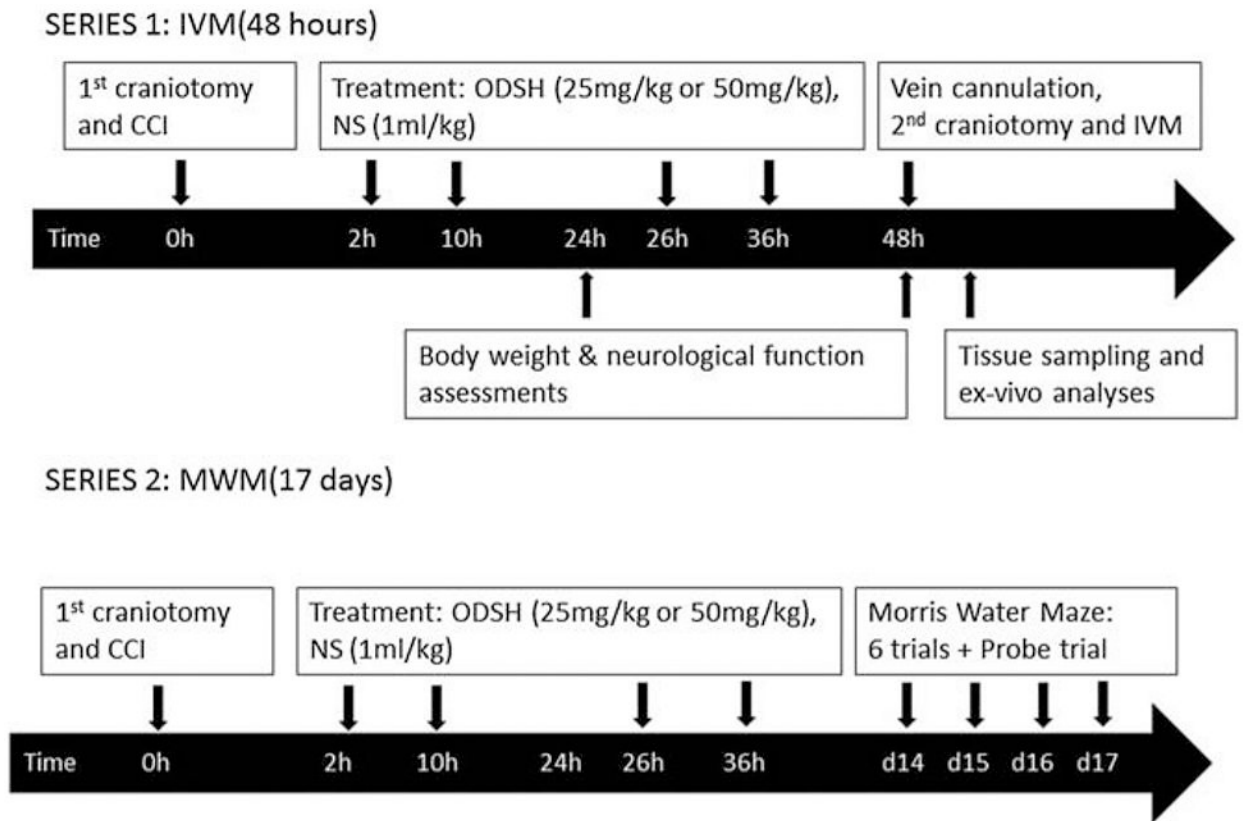 SERIES 1: IVM(48 hours)
1st craniotomy
and CCI
Treatment: ODSH (25mg/kg or 50mg/kg),
NS (1ml/kg)
Vein cannulation,
2nd craniotomy and IVM
Time 0h 2h 10h 24h 26h 36h 48h
Body weight & neurological function
assessments
Tissue sampling and
ex-vivo analyses
SERIES 2: MWM(17 days)
1st craniotomy
and CCI
Treatment: ODSH (25mg/kg or 50mg/kg),
NS (1ml/kg)
Morris Water Maze:
6 trials + Probe trial
Time 0h 2h 10h 24h 26h 36h d14 d15 d16 d17